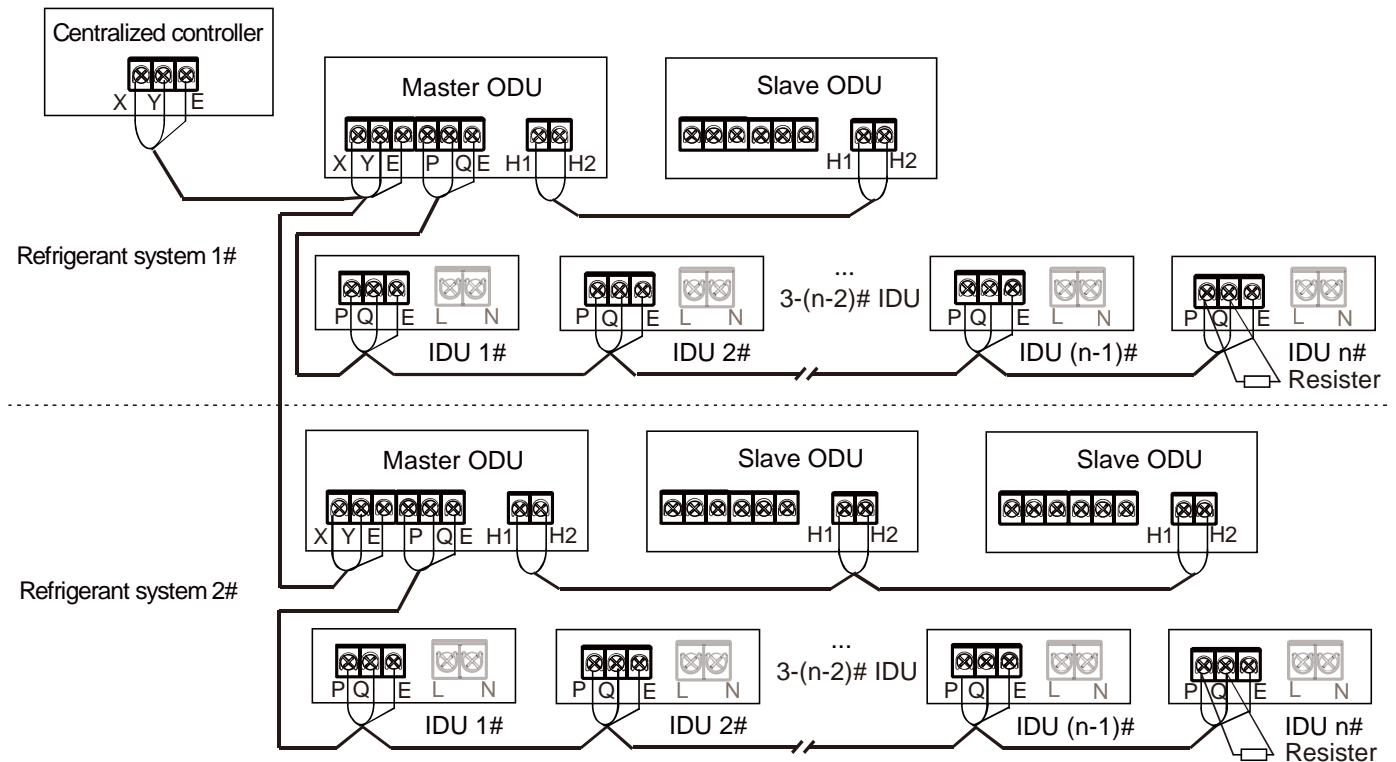 Centralized controller
X Y E
Master ODU
X Y E P Q E H1 H2
Slave ODU
H1 H2
Refrigerant system 1#
P Q E L N
IDU 1#
P Q E L N
IDU 2#
...
3-(n-2)# IDU
P Q E L N
IDU (n-1)#
P Q E L N
IDU n#
Resister
Master ODU
X Y E P Q E H1 H2
Slave ODU
H1 H2
Slave ODU
H1 H2
Refrigerant system 2#
P Q E L N
IDU 1#
P Q E L N
IDU 2#
...
3-(n-2)# IDU
P Q E L N
IDU (n-1)#
P Q E L N
IDU n#
Resister